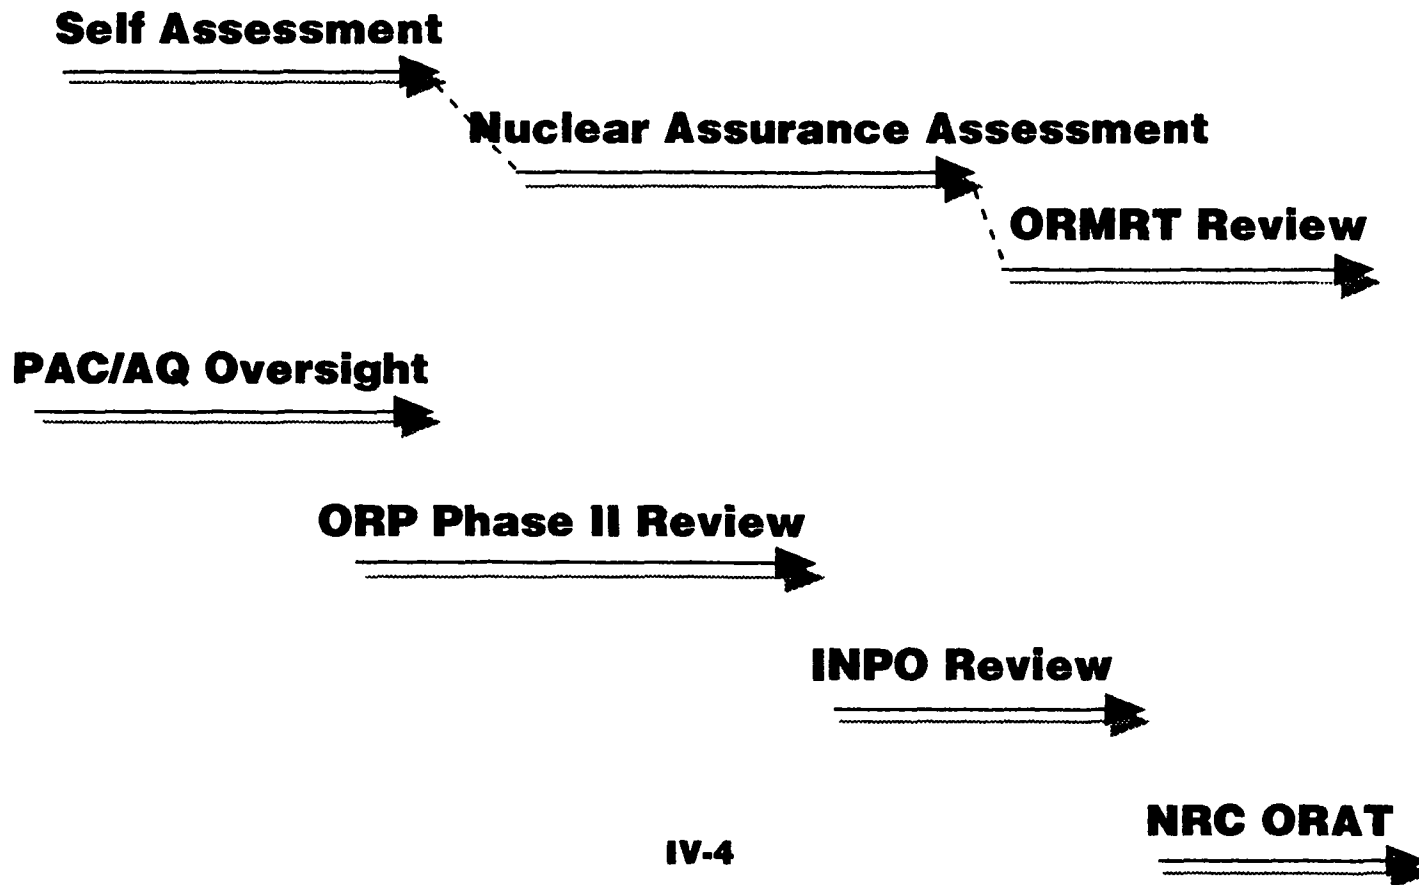 Self Assessment
Nuclear Assurance Assessment
ORMRT Review
PAC/AQ Oversight
ORP Phase II Review
INPO Review
NRC ORAT
IV-4